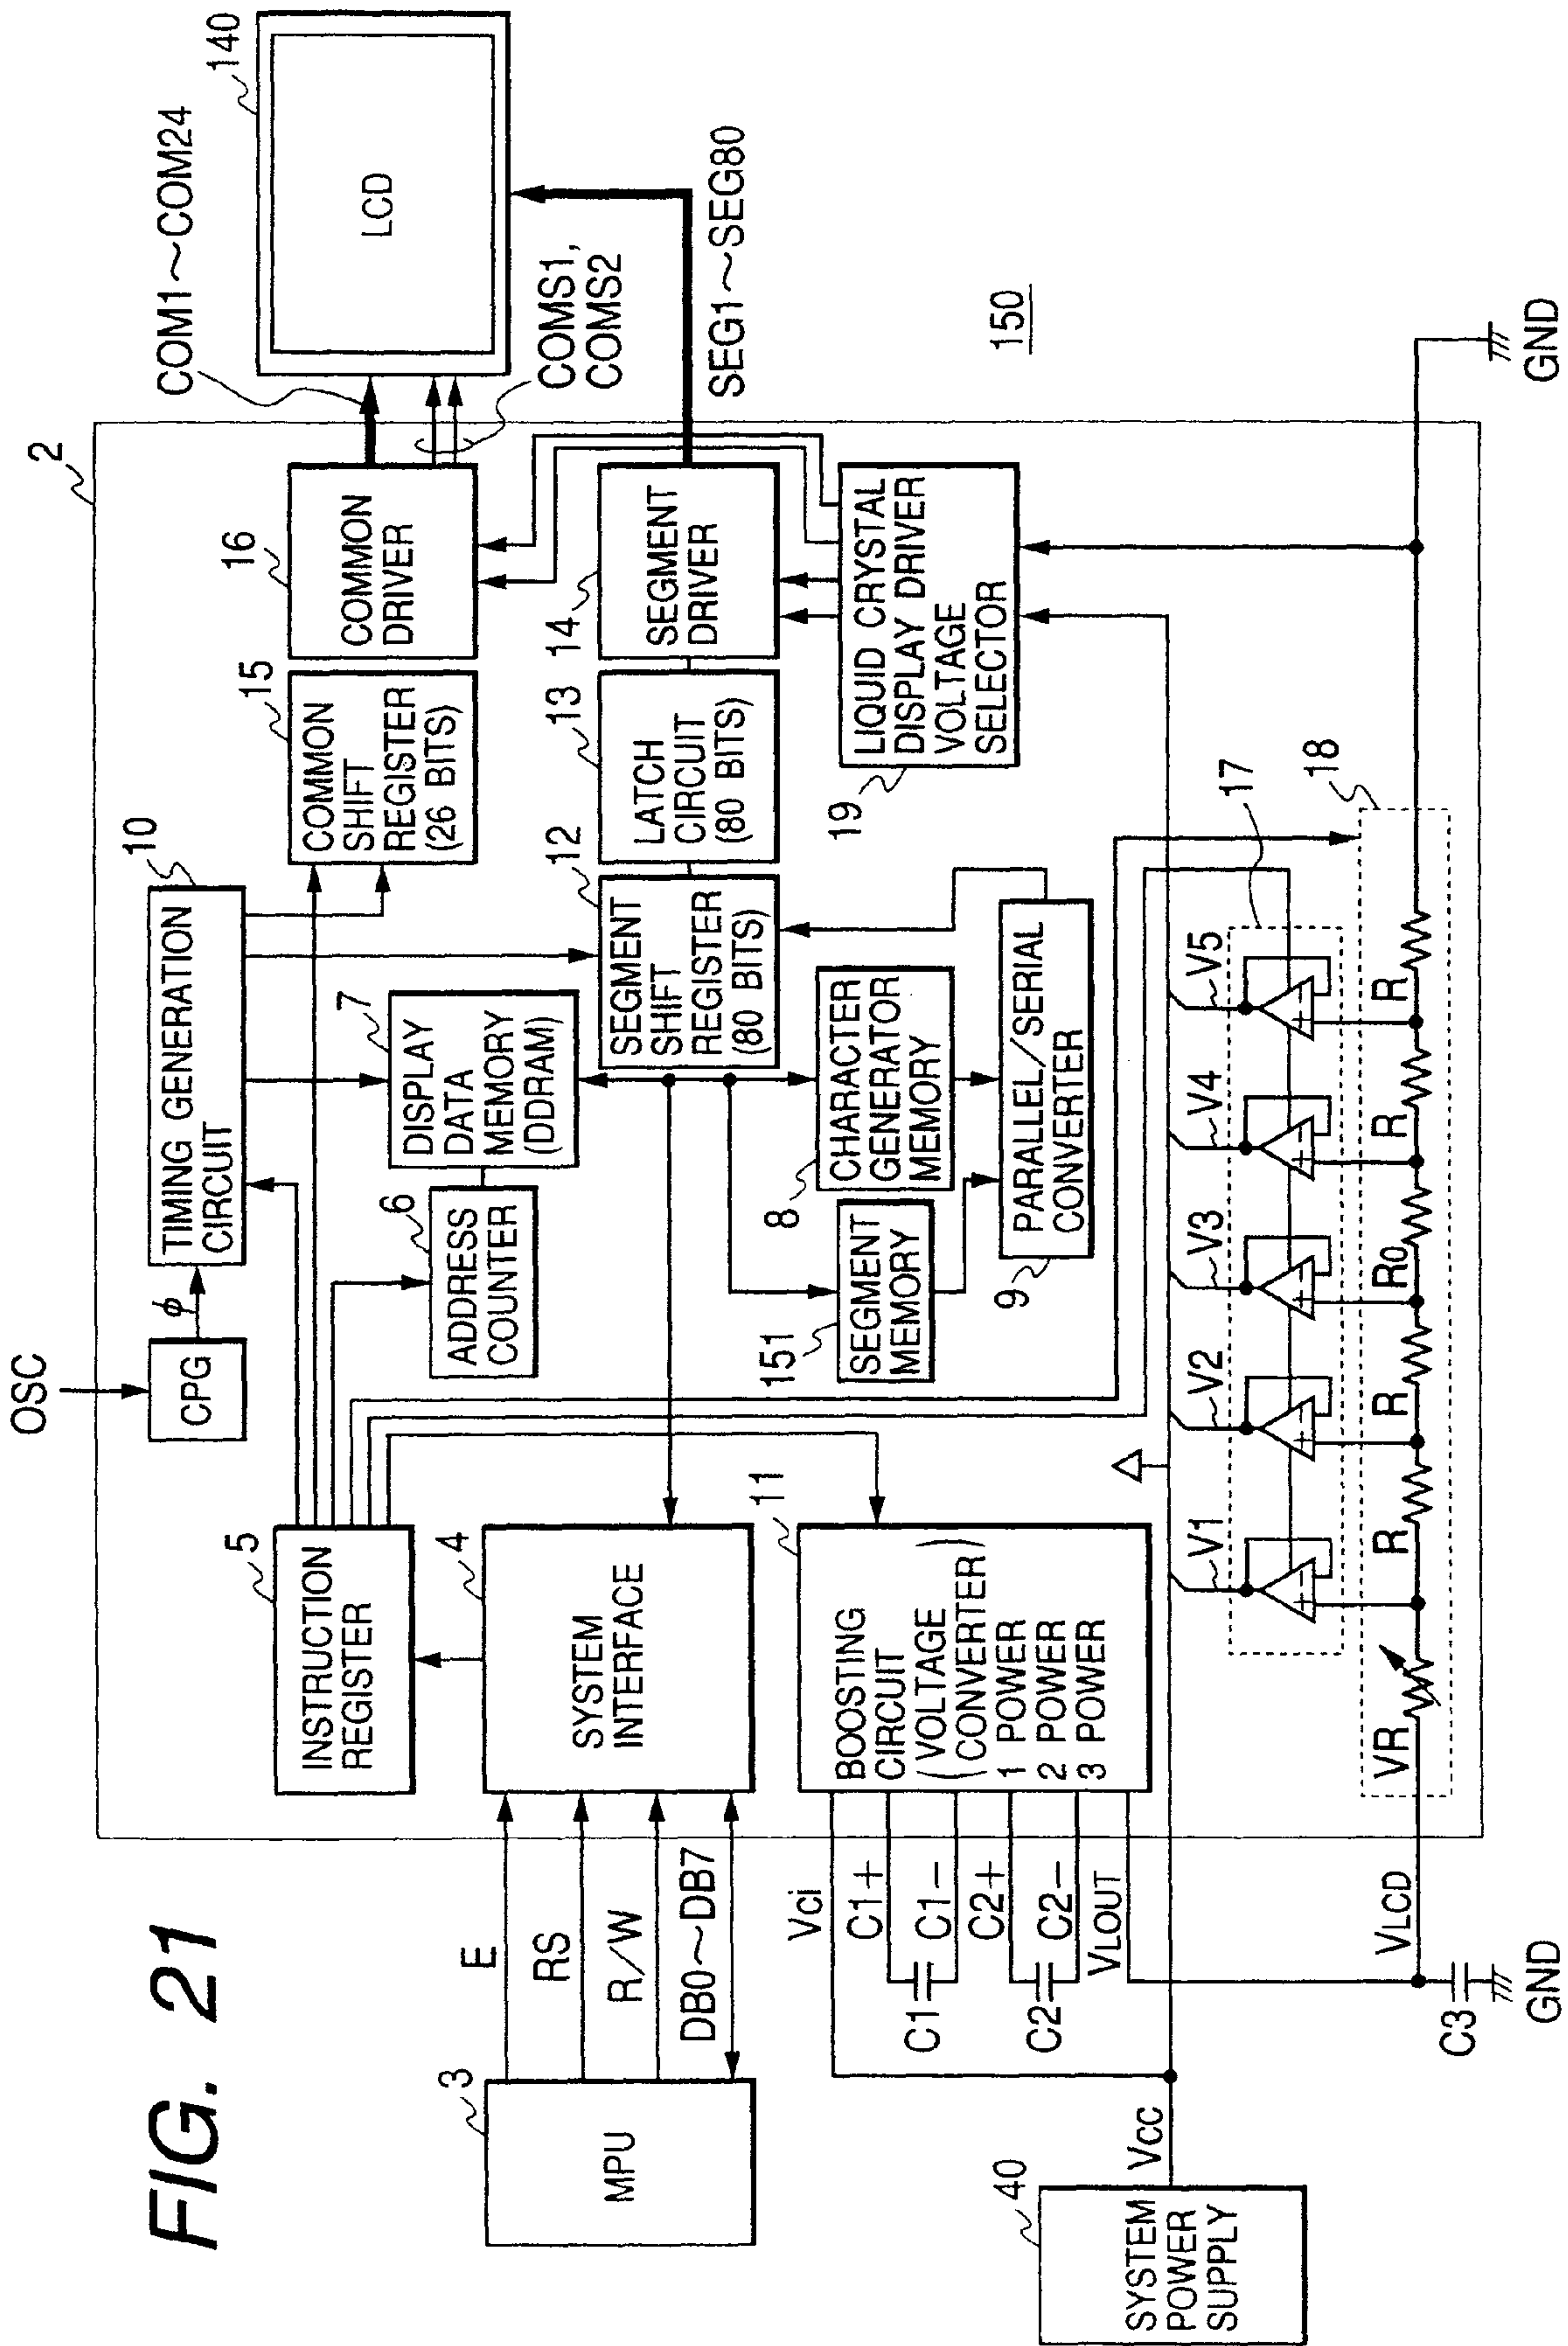 FIG. 21
OSC
CPG
φ
10
TIMING GENERATION
CIRCUIT
2
140
LCD
COM1~COM24
COMS1,
COMS2
SEG1~SEG80
150
5
INSTRUCTION
REGISTER
15
COMMON
SHIFT
REGISTER
(26 BITS)
16
COMMON
DRIVER
7
DISPLAY
DATA
MEMORY
(DDRAM)
6
ADDRESS
COUNTER
3
MPU
E
RS
R/W
DB0~DB7
4
SYSTEM
INTERFACE
12
SEGMENT
SHIFT
REGISTER
(80 BITS)
13
LATCH
CIRCUIT
(80 BITS)
14
SEGMENT
DRIVER
8
CHARACTER
GENERATOR
MEMORY
151
SEGMENT
MEMORY
9
PARALLEL/SERIAL
CONVERTER
19
LIQUID CRYSTAL
DISPLAY DRIVER
VOLTAGE
SELECTOR
11
BOOSTING
CIRCUIT
(VOLTAGE
CONVERTER)
1 POWER
2 POWER
3 POWER
Vci
C1+
C1-
C2+
C2-
VLOUT
C1
C2
40
SYSTEM
POWER
SUPPLY
Vcc
V1
V2
V3
V4
V5
17
18
VLCD
VR
R
R
R0
R
R
+ -
+ -
+ -
+ -
+ -
C3
GND
GND